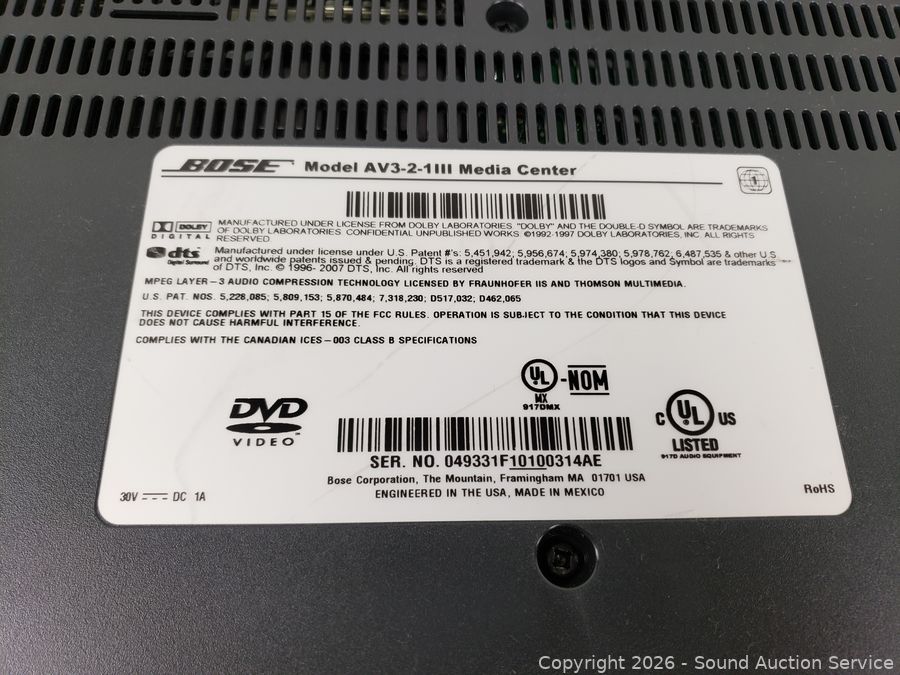 BOSE Model AV3-2-1III Media Center
DOLBY DIGITAL
MANUFACTURED UNDER LICENSE FROM DOLBY LABORATORIES. "DOLBY" AND THE DOUBLE-D SYMBOL ARE TRADEMARKS
OF DOLBY LABORATORIES. CONFIDENTIAL UNPUBLISHED WORKS ©1992-1997 DOLBY LABORATORIES, INC. ALL RIGHTS
RESERVED
dts Digital Surround
Manufactured under license under U.S. Patent #'s: 5,451,942; 5,956,674; 5,974,380; 5,978,762; 6,487,535 & other U.S.
and worldwide patents issued & pending. DTS is a registered trademark & the DTS logos and Symbol are trademarks
of DTS, Inc. © 1996- 2007 DTS, Inc. All rights reserved
MPEG LAYER-3 AUDIO COMPRESSION TECHNOLOGY LICENSED BY FRAUNHOFER IIS AND THOMSON MULTIMEDIA.
U.S. PAT. NOS. 5,228,085; 5,809,153; 5,870,484; 7,318,230; D517,032; D462,065
THIS DEVICE COMPLIES WITH PART 15 OF THE FCC RULES. OPERATION IS SUBJECT TO THE CONDITION THAT THIS DEVICE
DOES NOT CAUSE HARMFUL INTERFERENCE.
COMPLIES WITH THE CANADIAN ICES-003 CLASS B SPECIFICATIONS
UL -NOM
MX
917DMX
DVD
VIDEO
C UL US
LISTED
917D AUDIO EQUIPMENT
SER. NO. 049331F10100314AE
Bose Corporation, The Mountain, Framingham MA 01701 USA
ENGINEERED IN THE USA, MADE IN MEXICO
30V DC 1A
RoHS
1
Copyright 2026 - Sound Auction Service